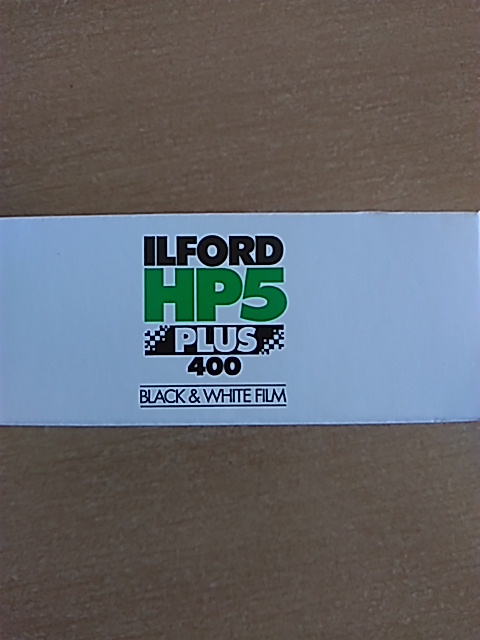 ILFORD
HP5
PLUS
400
BLACK & WHITE FILM